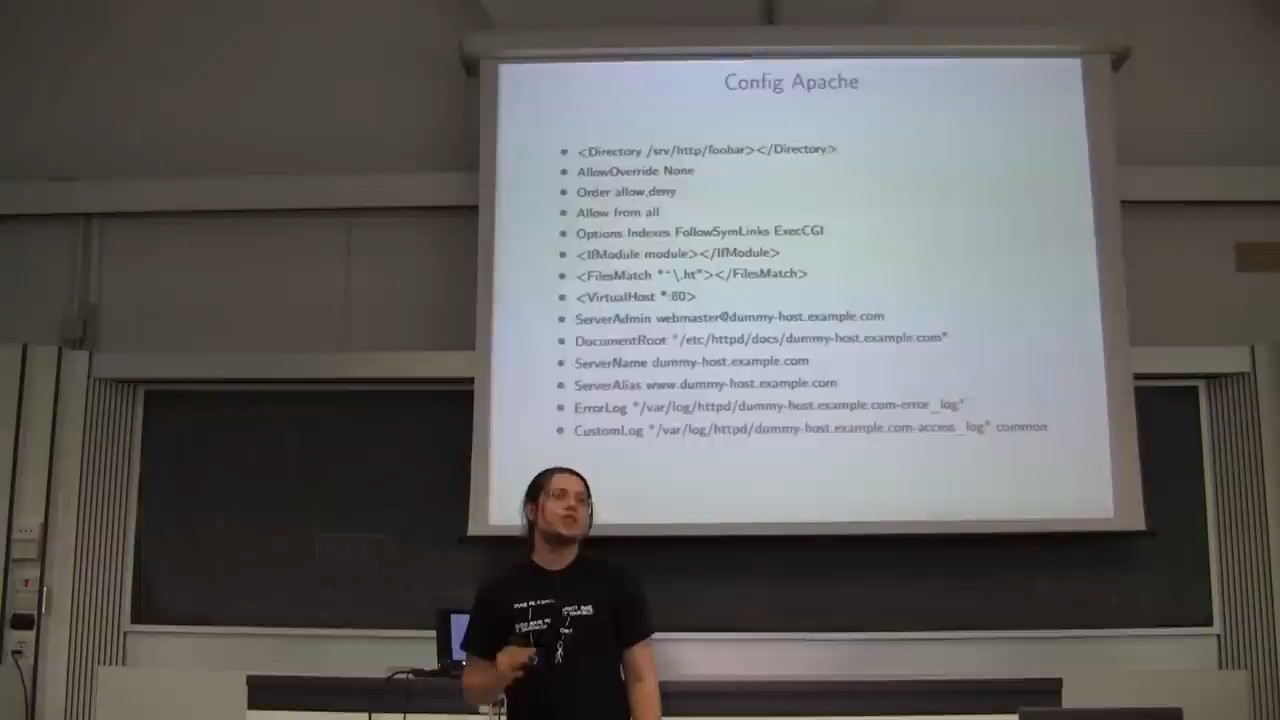 Config Apache
<Directory /srv/http/foobar></Directory>
AllowOverride None
Order allow,deny
Allow from all
Options Indexes FollowSymLinks ExecCGI
<IfModule module></IfModule>
<FilesMatch "^\.ht"></FilesMatch>
<VirtualHost *:80>
ServerAdmin webmaster@dummy-host.example.com
DocumentRoot "/etc/httpd/docs/dummy-host.example.com"
ServerName dummy-host.example.com
ServerAlias www.dummy-host.example.com
ErrorLog "/var/log/httpd/dummy-host.example.com-error_log"
CustomLog "/var/log/httpd/dummy-host.example.com-access_log" common